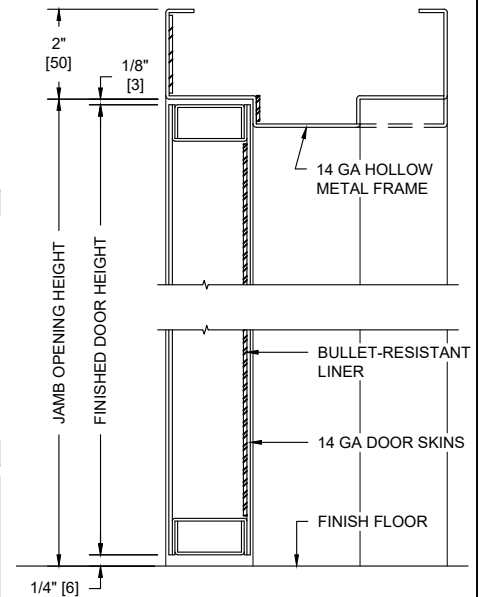 2"
[50]
1/8"
[3]
14 GA HOLLOW
METAL FRAME
JAMB OPENING HEIGHT
FINISHED DOOR HEIGHT
BULLET-RESISTANT
LINER
14 GA DOOR SKINS
FINISH FLOOR
1/4" [6]